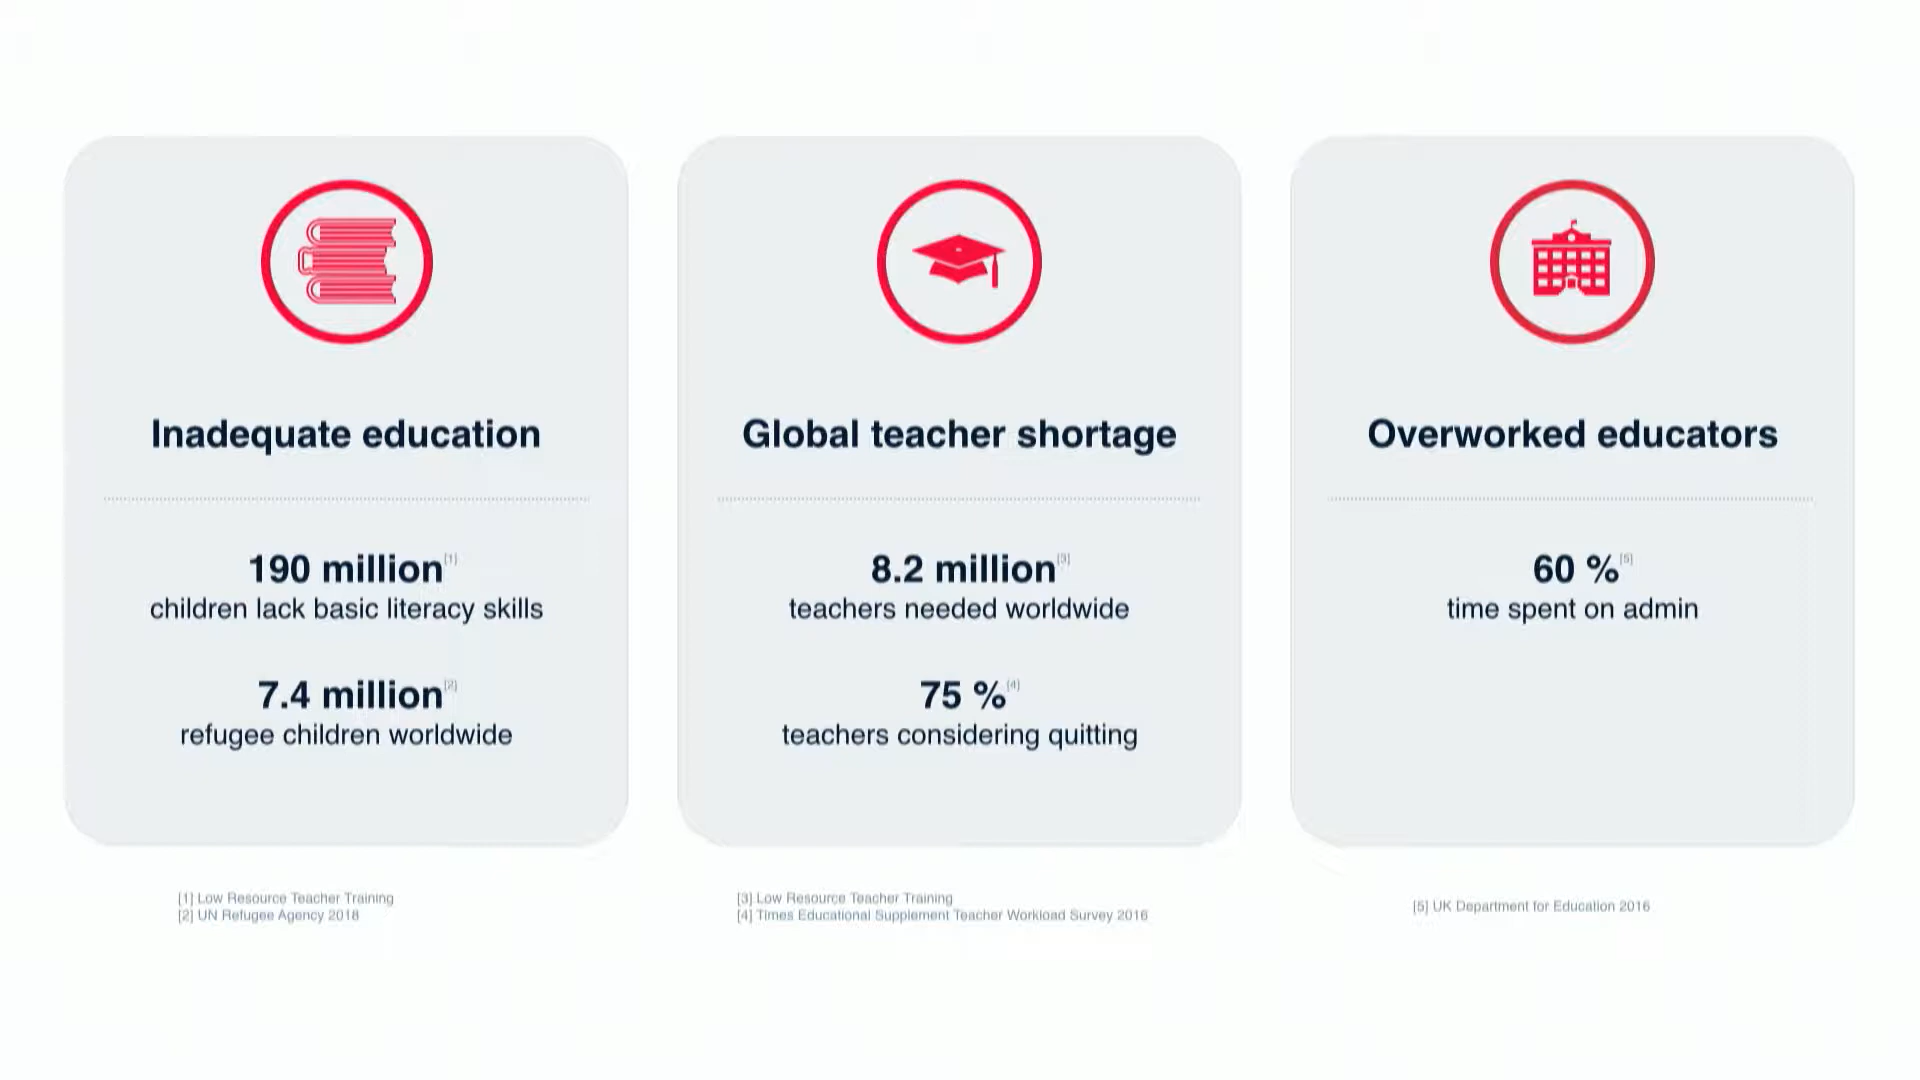 Inadequate education
190 million[1]
children lack basic literacy skills
7.4 million[2]
refugee children worldwide
[1] Low Resource Teacher Training
[2] UN Refugee Agency 2018
Global teacher shortage
8.2 million[3]
teachers needed worldwide
75 %[4]
teachers considering quitting
[3] Low Resource Teacher Training
[4] Times Educational Supplement Teacher Workload Survey 2016
Overworked educators
60 %[5]
time spent on admin
[5] UK Department for Education 2016